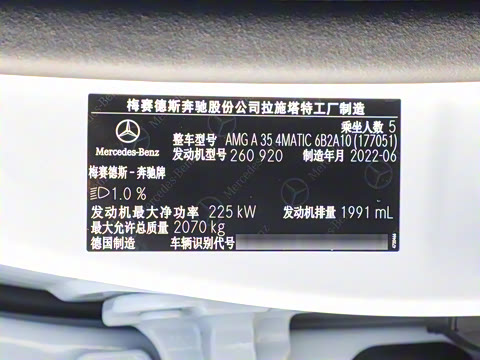 梅赛德斯奔驰股份公司拉施塔特工厂制造
乘坐人数 5
整车型号 AMG A 35 4MATIC 6B2A10 (177051)
Mercedes-Benz 发动机型号 260 920 制造年月 2022-06
梅赛德斯-奔驰牌
1.0 %
发动机最大净功率 225 kW 发动机排量 1991 mL
最大允许总质量 2070 kg
德国制造 车辆识别代号